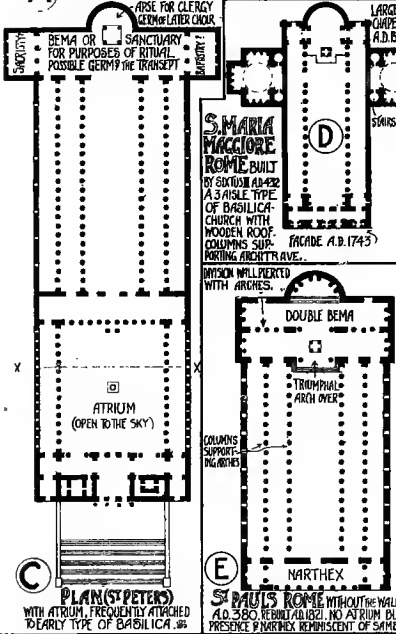 APSE FOR CLERGY
GERM OF LATER CHOIR
BEMA OR SANCTUARY
FOR PURPOSES OF RITUAL
POSSIBLE GERM OF THE TRANSEPT
SACRISTY
BAPISTRY?
X
X
ATRIUM
(OPEN TO THE SKY)
C
PLAN (ST PETERS)
WITH ATRIUM, FREQUENTLY ATTACHED
TO EARLY TYPE OF BASILICA.
LARGE
CHAPE
A.D.
STAIRS
D
S. MARIA
MAGGIORE
ROME BUILT
BY SIXTUS III A.D 432
A 3 AISLE TYPE
OF BASILICA-
CHURCH WITH
WOODEN ROOF.
COLUMNS SUP-
PORTING ARCHITRAVE.
FACADE A.D. 1743
DIVISION WALL PIERCED
WITH ARCHES.
DOUBLE BEMA
TRIUMPHAL
ARCH OVER
COLUMNS
SUPPORT-
ING ARCHES
NARTHEX
E
ST PAULS ROME WITHOUT THE WALL
A.D. 380. REBUILT A.D 1821. NO ATRIUM BU
PRESENCE OF NARTHEX REMINISCENT OF SAME